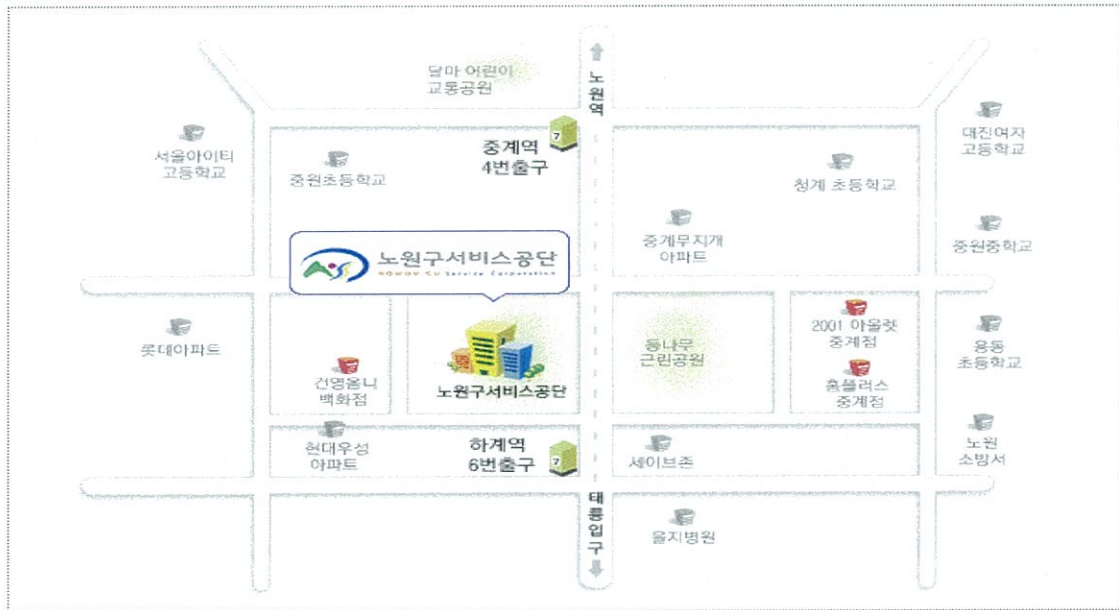 달마 어린이
교통공원
노원역
7
중계역
4번출구
서울아이티
고등학교
중원초등학교
대진여자
고등학교
청계 초등학교
중계무지개
아파트
중원중학교
노원구서비스공단
NOWON GU Service Corporation
롯데아파트
건영옴니
백화점
노원구서비스공단
등나무
근린공원
2001 아울렛
중계점
홈플러스
중계점
용동
초등학교
현대우성
아파트
하계역
6번출구
7
세이브존
노원
소방서
태릉입구
을지병원